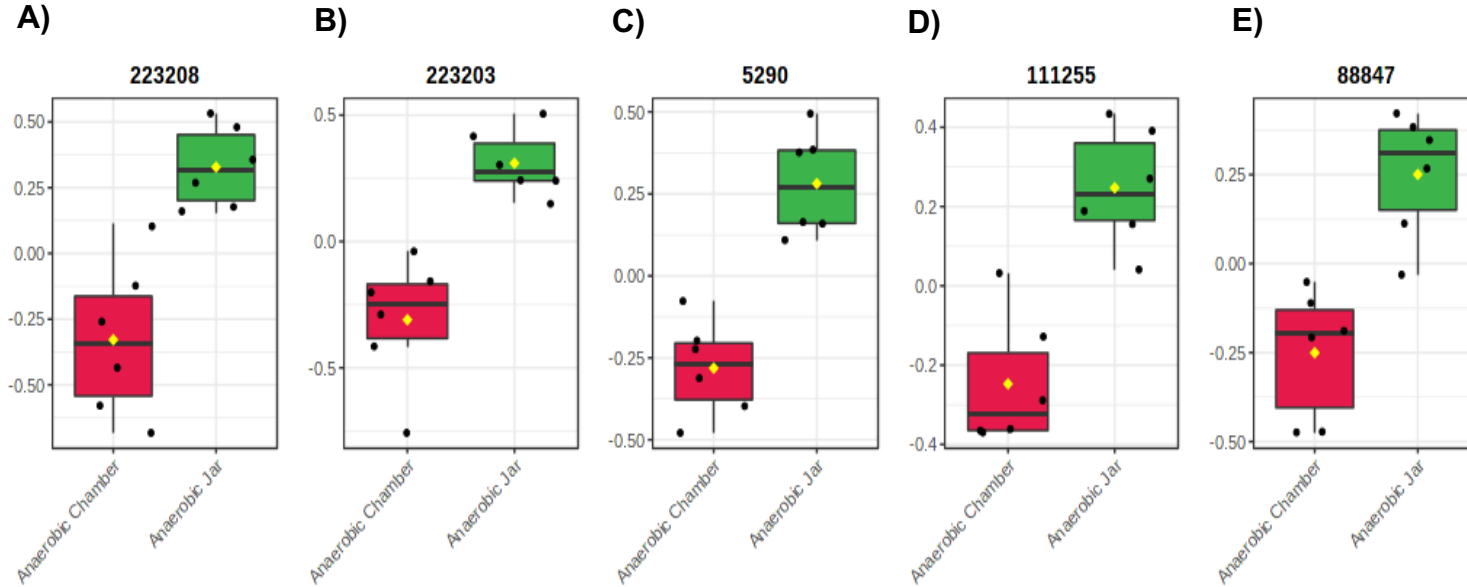 A)
B)
C)
D)
E)
223208
223203
5290
111255
88847
0.50
0.25
0.00
-0.25
-0.50
Anaerobic Chamber
Anaerobic Jar
0.5
0.0
-0.5
Anaerobic Chamber
Anaerobic Jar
0.50
0.25
0.00
-0.25
-0.50
Anaerobic Chamber
Anaerobic Jar
0.4
0.2
0.0
-0.2
-0.4
Anaerobic Chamber
Anaerobic Jar
0.25
0.00
-0.25
-0.50
Anaerobic Chamber
Anaerobic Jar